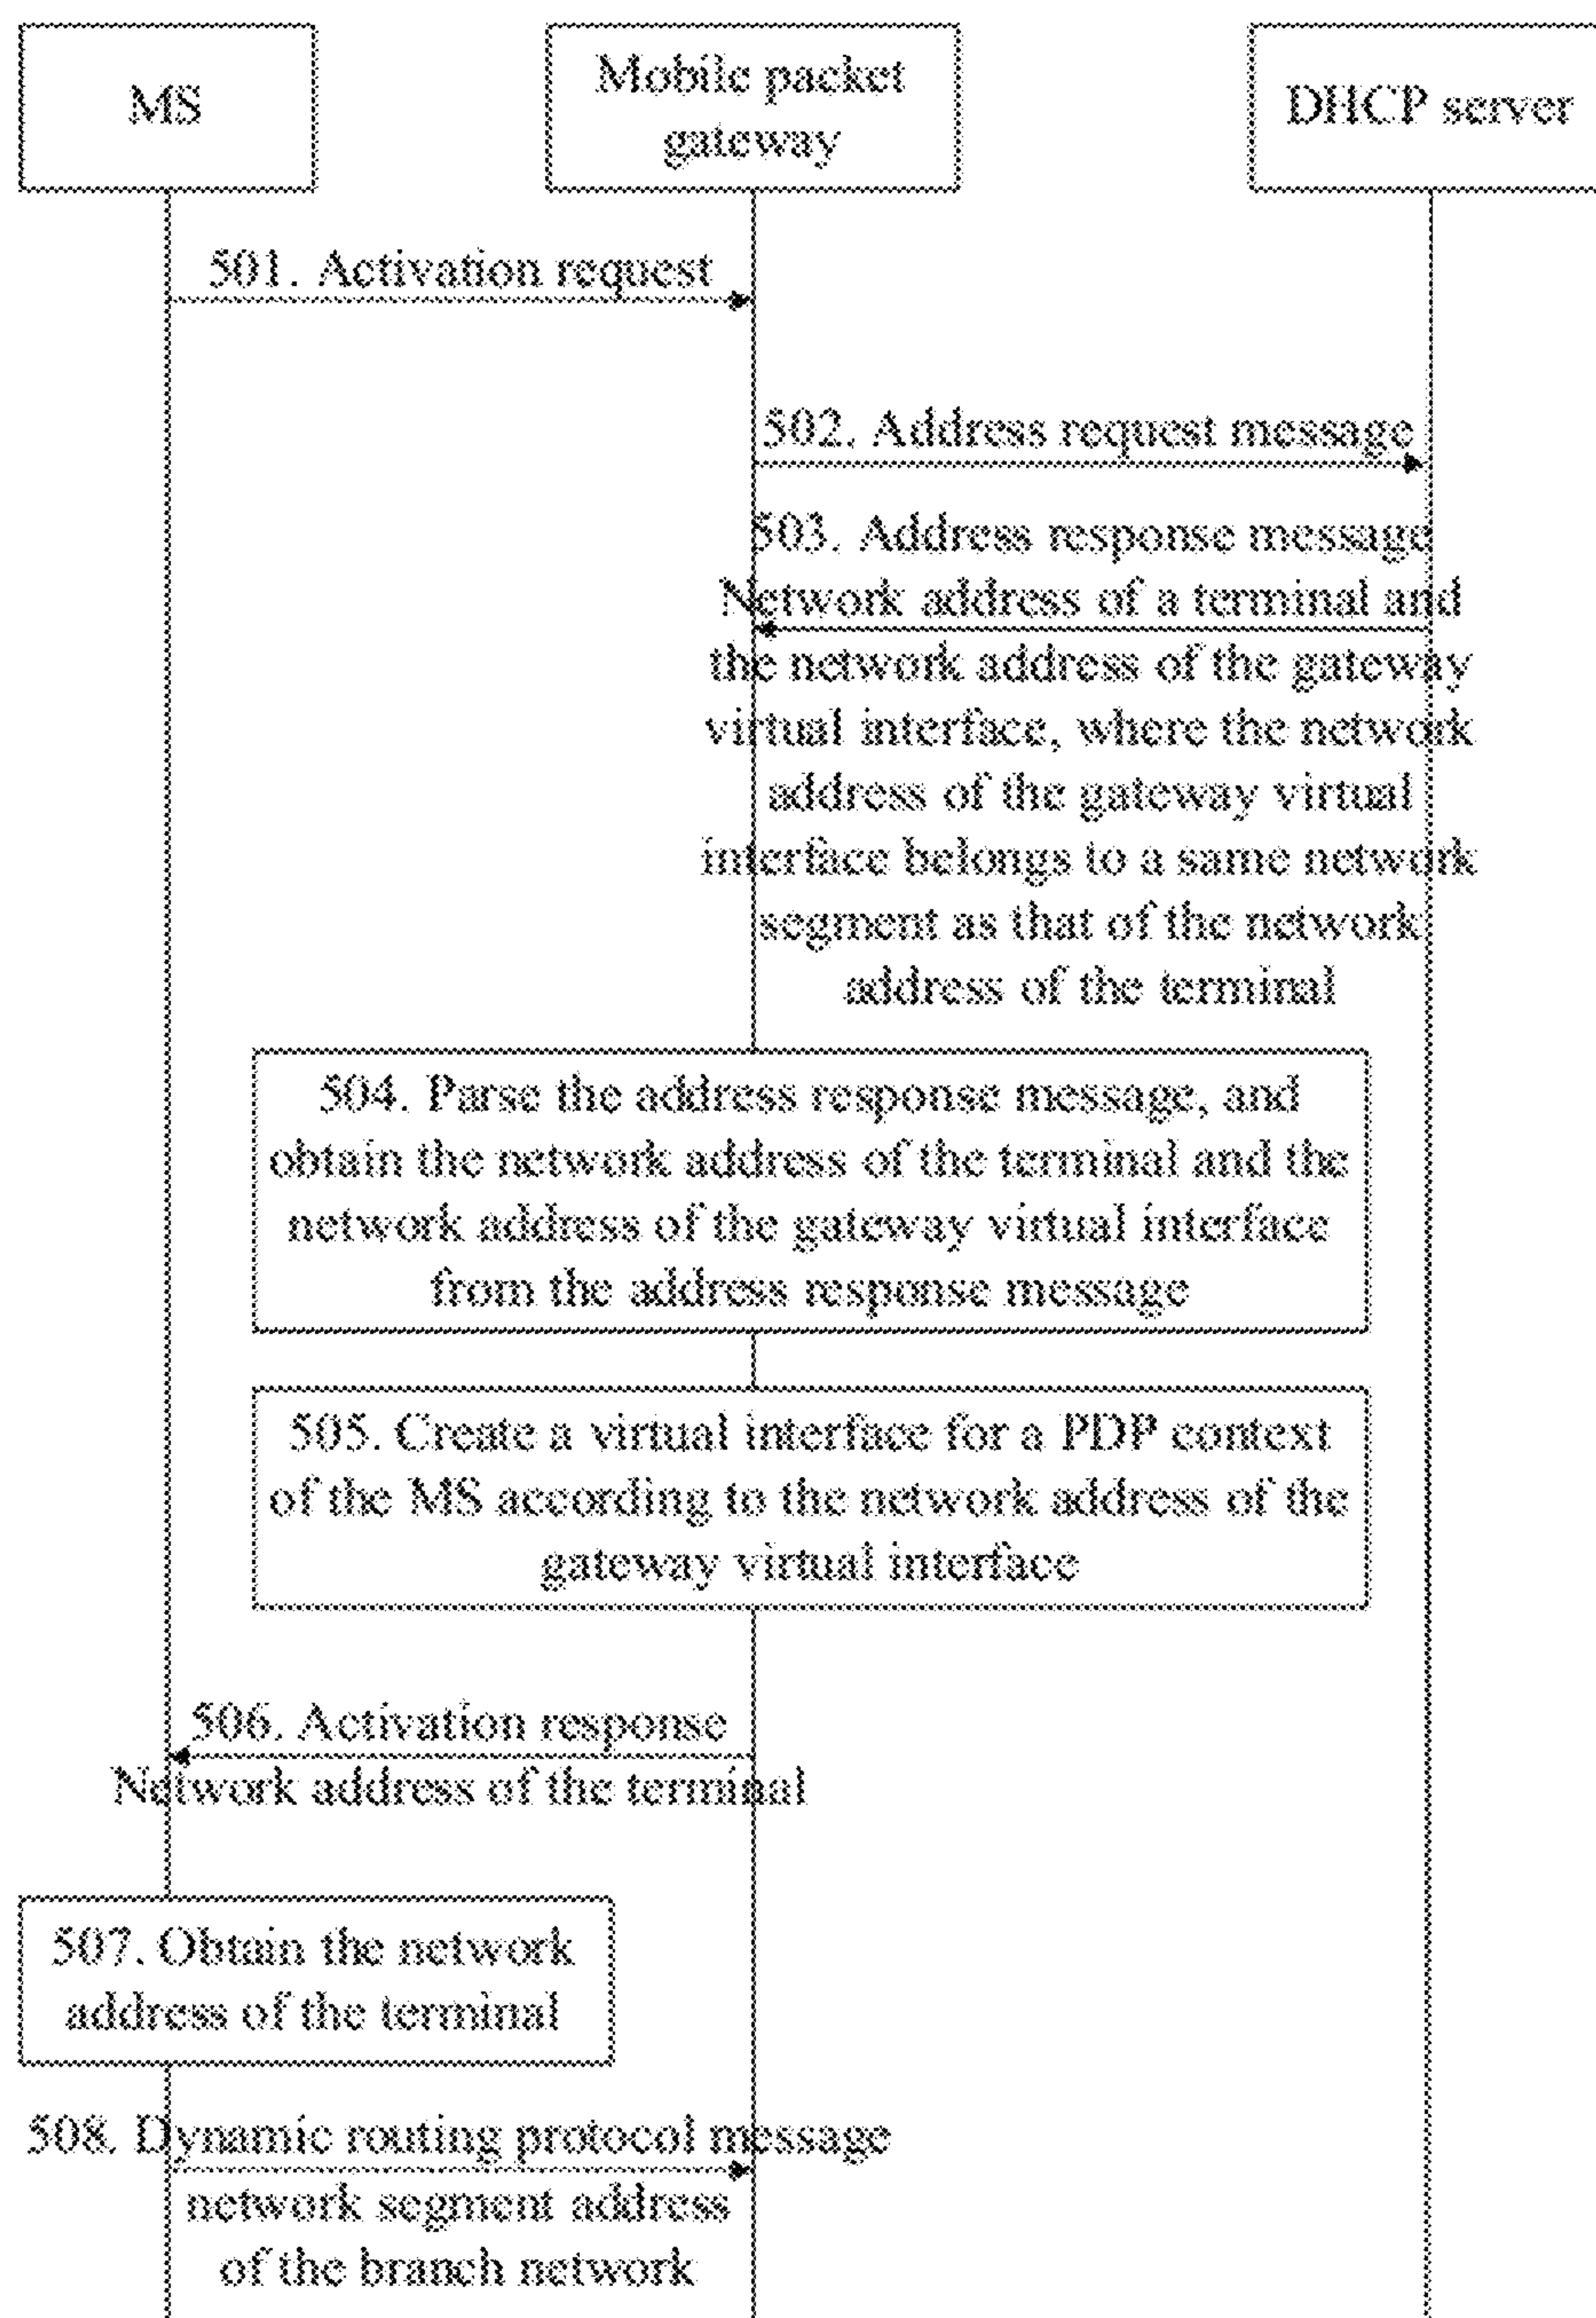 MS
Mobile packet
gateway
DHCP server
501. Activation request
502. Address request message
503. Address response message
Network address of a terminal and
the network address of the gateway
virtual interface, where the network
address of the gateway virtual
interface belongs to a same network
segment as that of the network
address of the terminal
504. Parse the address response message, and
obtain the network address of the terminal and the
network address of the gateway virtual interface
from the address response message
505. Create a virtual interface for a PDP context
of the MS according to the network address of the
gateway virtual interface
506. Activation response
Network address of the terminal
507. Obtain the network
address of the terminal
508. Dynamic routing protocol message
network segment address
of the branch network